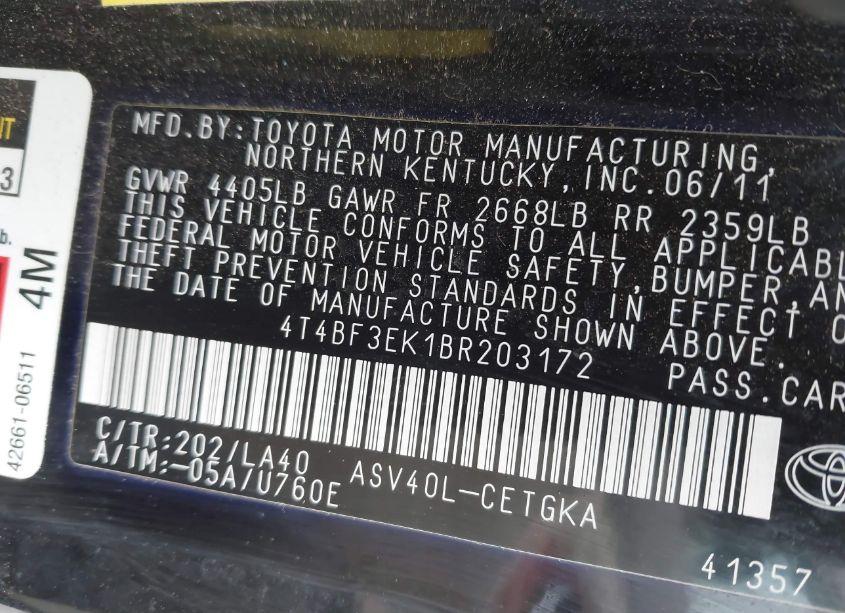 MFD.BY:TOYOTA MOTOR MANUFACTURING,
NORTHERN KENTUCKY, INC.06/11
GVWR 4405LB GAWR FR 2668LB RR 2359LB
THIS VEHICLE CONFORMS TO ALL APPLICABL
FEDERAL MOTOR VEHICLE SAFETY, BUMPER, AN
THEFT PREVENTION STANDARDS IN EFFECT O
THE DATE OF MANUFACTURE SHOWN ABOVE.
4T4BF3EK1BR203172
PASS.CAR
C/TR:202/LA40
A/TM:-05A/U760E
ASV40L-CETGKA
41357
IT
3
b.
4M
42661-06511